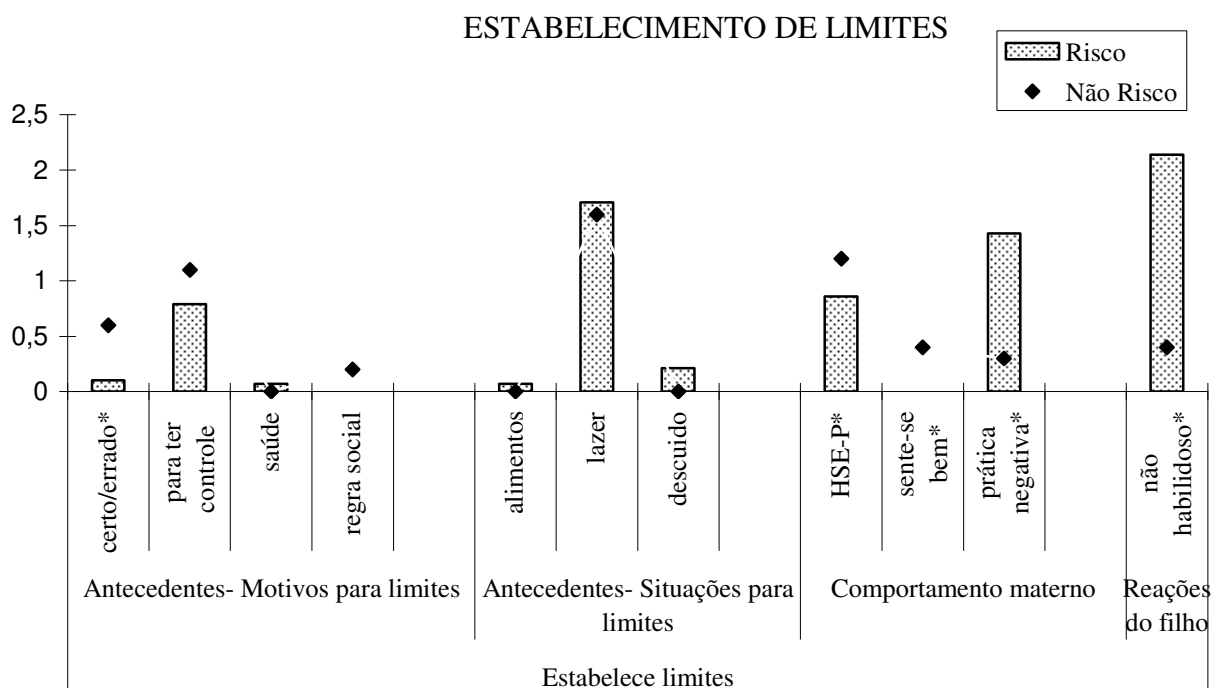 ESTABELECIMENTO DE LIMITES
Risco
Não Risco
2,5
2
1,5
1
0,5
0
certo/errado*
para ter
controle
saúde
regra social
alimentos
lazer
descuido
HSE-P*
sente-se
bem*
prática
negativa*
não
habilidoso*
Antecedentes- Motivos para limites
Antecedentes- Situações para
limites
Comportamento materno
Reações
do filho
Estabelece limites